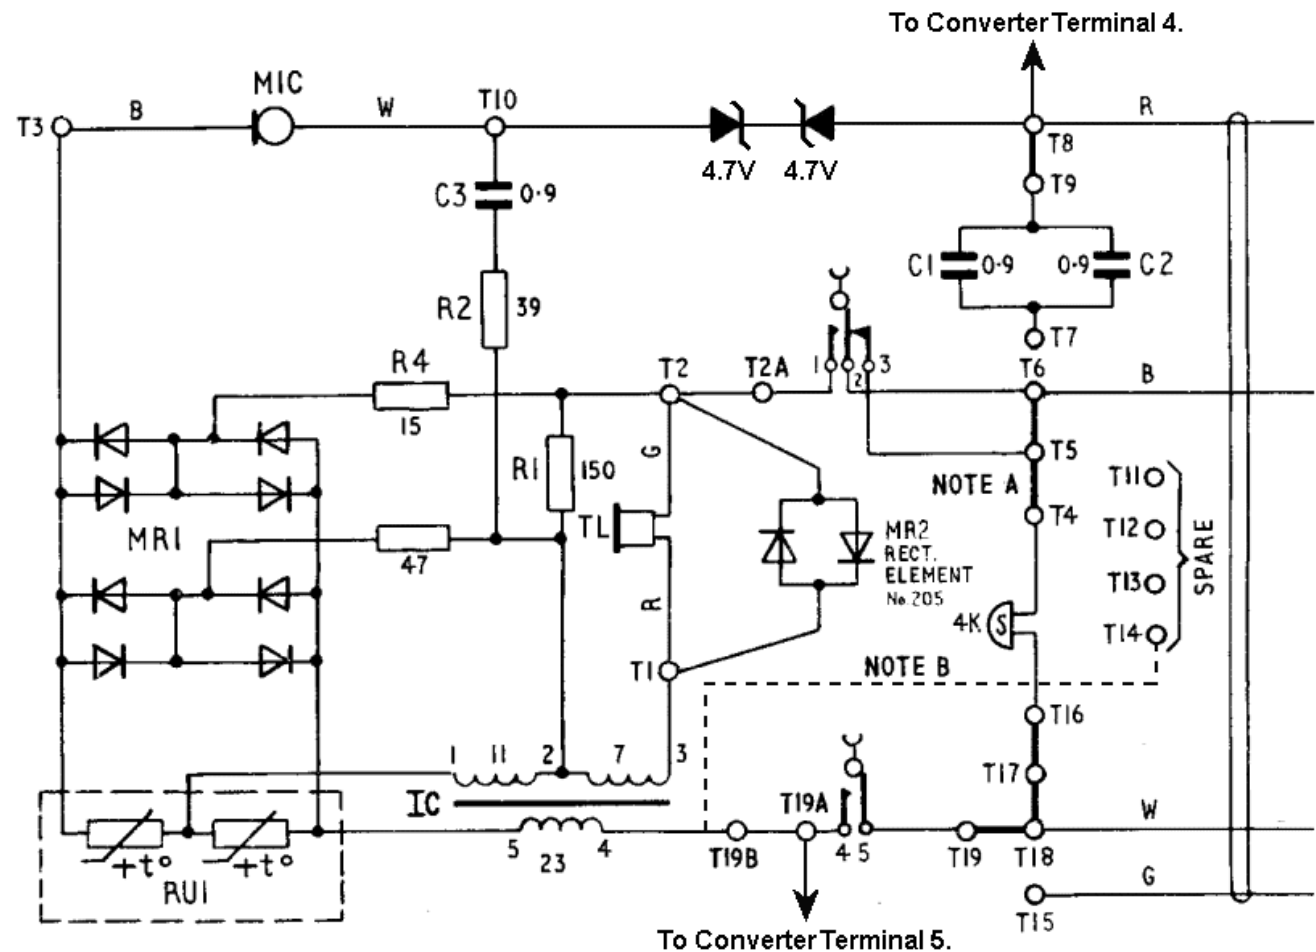 To Converter Terminal 4.
T3
B
MIC
W
T10
4.7V
4.7V
T8
R
T9
C3
0·9
C1
0·9
0·9
C2
R2
39
T7
R4
15
T2
T2A
1
2
3
T6
B
T5
R1
150
G
NOTE A
T4
T11
T12
T13
T14
SPARE
MR1
47
TL
MR2
RECT.
ELEMENT
No. 205
4K
S
R
T1
NOTE B
T16
1
11
2
7
3
T17
IC
T19A
+t°
+t°
RU1
5
23
4
T19B
4
5
T19
T18
W
G
T15
To Converter Terminal 5.